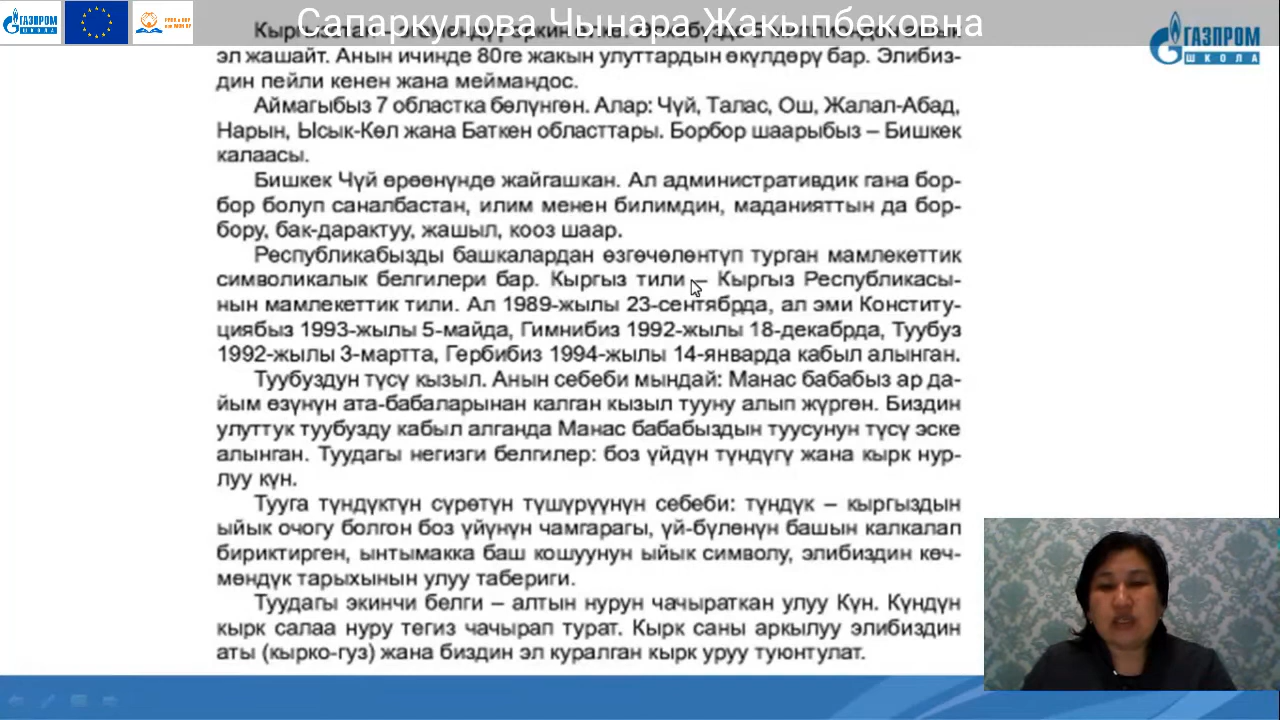 Сапаркулова Чынара Жакыпбековна
ГАЗПРОМ
ШКОЛА
ГАЗПРОМ
ШКОЛА
эл жашайт. Анын ичинде 80ге жакын улуттардын өкүлдөрү бар. Элибиз-
дин пейли кенен жана меймандос.
Аймагыбыз 7 областка бөлүнгөн. Алар: Чүй, Талас, Ош, Жалал-Абад,
Нарын, Ысык-Көл жана Баткен областтары. Борбор шаарыбыз – Бишкек
калаасы.
Бишкек Чүй өрөөнүндө жайгашкан. Ал административдик гана бор-
бор болуп саналбастан, илим менен билимдин, маданияттын да бор-
бору, бак-дарактуу, жашыл, кооз шаар.
Республикабызды башкалардан өзгөчөлөнтүп турган мамлекеттик
символикалык белгилери бар. Кыргыз тили – Кыргыз Республикасы-
нын мамлекеттик тили. Ал 1989-жылы 23-сентябрда, ал эми Конститу-
циябыз 1993-жылы 5-майда, Гимнибиз 1992-жылы 18-декабрда, Туубуз
1992-жылы 3-мартта, Гербибиз 1994-жылы 14-январда кабыл алынган.
Туубуздун түсү кызыл. Анын себеби мындай: Манас бабабыз ар да-
йым өзүнүн ата-бабаларынан калган кызыл тууну алып жүргөн. Биздин
улуттук туубузду кабыл алганда Манас бабабыздын туусунун түсү эске
алынган. Туудагы негизги белгилер: боз үйдүн түндүгү жана кырк нур-
луу күн.
Тууга түндүктүн сүрөтүн түшүрүүнүн себеби: түндүк – кыргыздын
ыйык очогу болгон боз үйүнүн чамгарагы, үй-бүлөнүн башын калкалап
бириктирген, ынтымакка баш кошуунун ыйык символу, элибиздин көч-
мөндүк тарыхынын улуу табериги.
Туудагы экинчи белги – алтын нурун чачыраткан улуу Күн. Күндүн
кырк салаа нуру тегиз чачырап турат. Кырк саны аркылуу элибиздин
аты (кырко-гуз) жана биздин эл куралган кырк уруу туюнтулат.